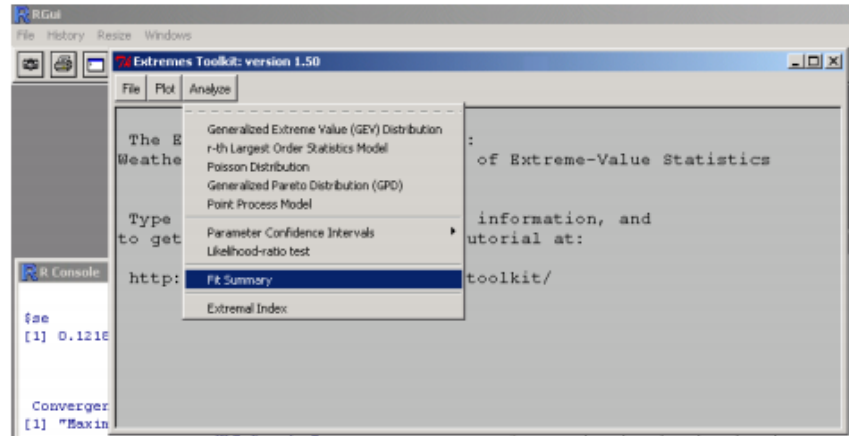 RGui
File History Resize Windows
Extremes Toolkit: version 1.50
File Plot Analyze
Generalized Extreme Value (GEV) Distribution
r-th Largest Order Statistics Model
Poisson Distribution
Generalized Pareto Distribution (GPD)
Point Process Model
Parameter Confidence Intervals
Likelihood-ratio test
Fit Summary
Extremal Index
The E :
Weathe of Extreme-Value Statistics
Type information, and
to get utorial at:
http: toolkit/
R Console
$se
[1] 0.1218
Converger
[1] "Maxin